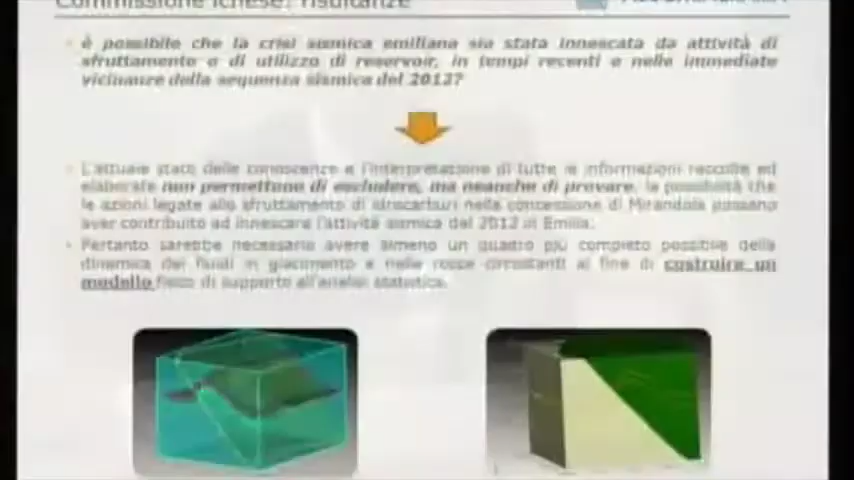 Commissione Ichese: risultanze
è possibile che la crisi sismica emiliana sia stata innescata da attività di
sfruttamento o di utilizzo di reservoir, in tempi recenti e nelle immediate
vicinanze della sequenza sismica del 2012?
L'attuale stato delle conoscenze e l'interpretazione di tutte le informazioni raccolte ed
elaborate non permettono di escludere, ma neanche di provare, la possibilità che
le azioni legate allo sfruttamento di idrocarburi nella concessione di Mirandola possano
aver contribuito ad innescare l'attività sismica del 2012 in Emilia.
Pertanto sarebbe necessario avere almeno un quadro più completo possibile della
dinamica dei fluidi in giacimento e nelle rocce circostanti al fine di costruire un
modello fisico di supporto all'analisi statistica.